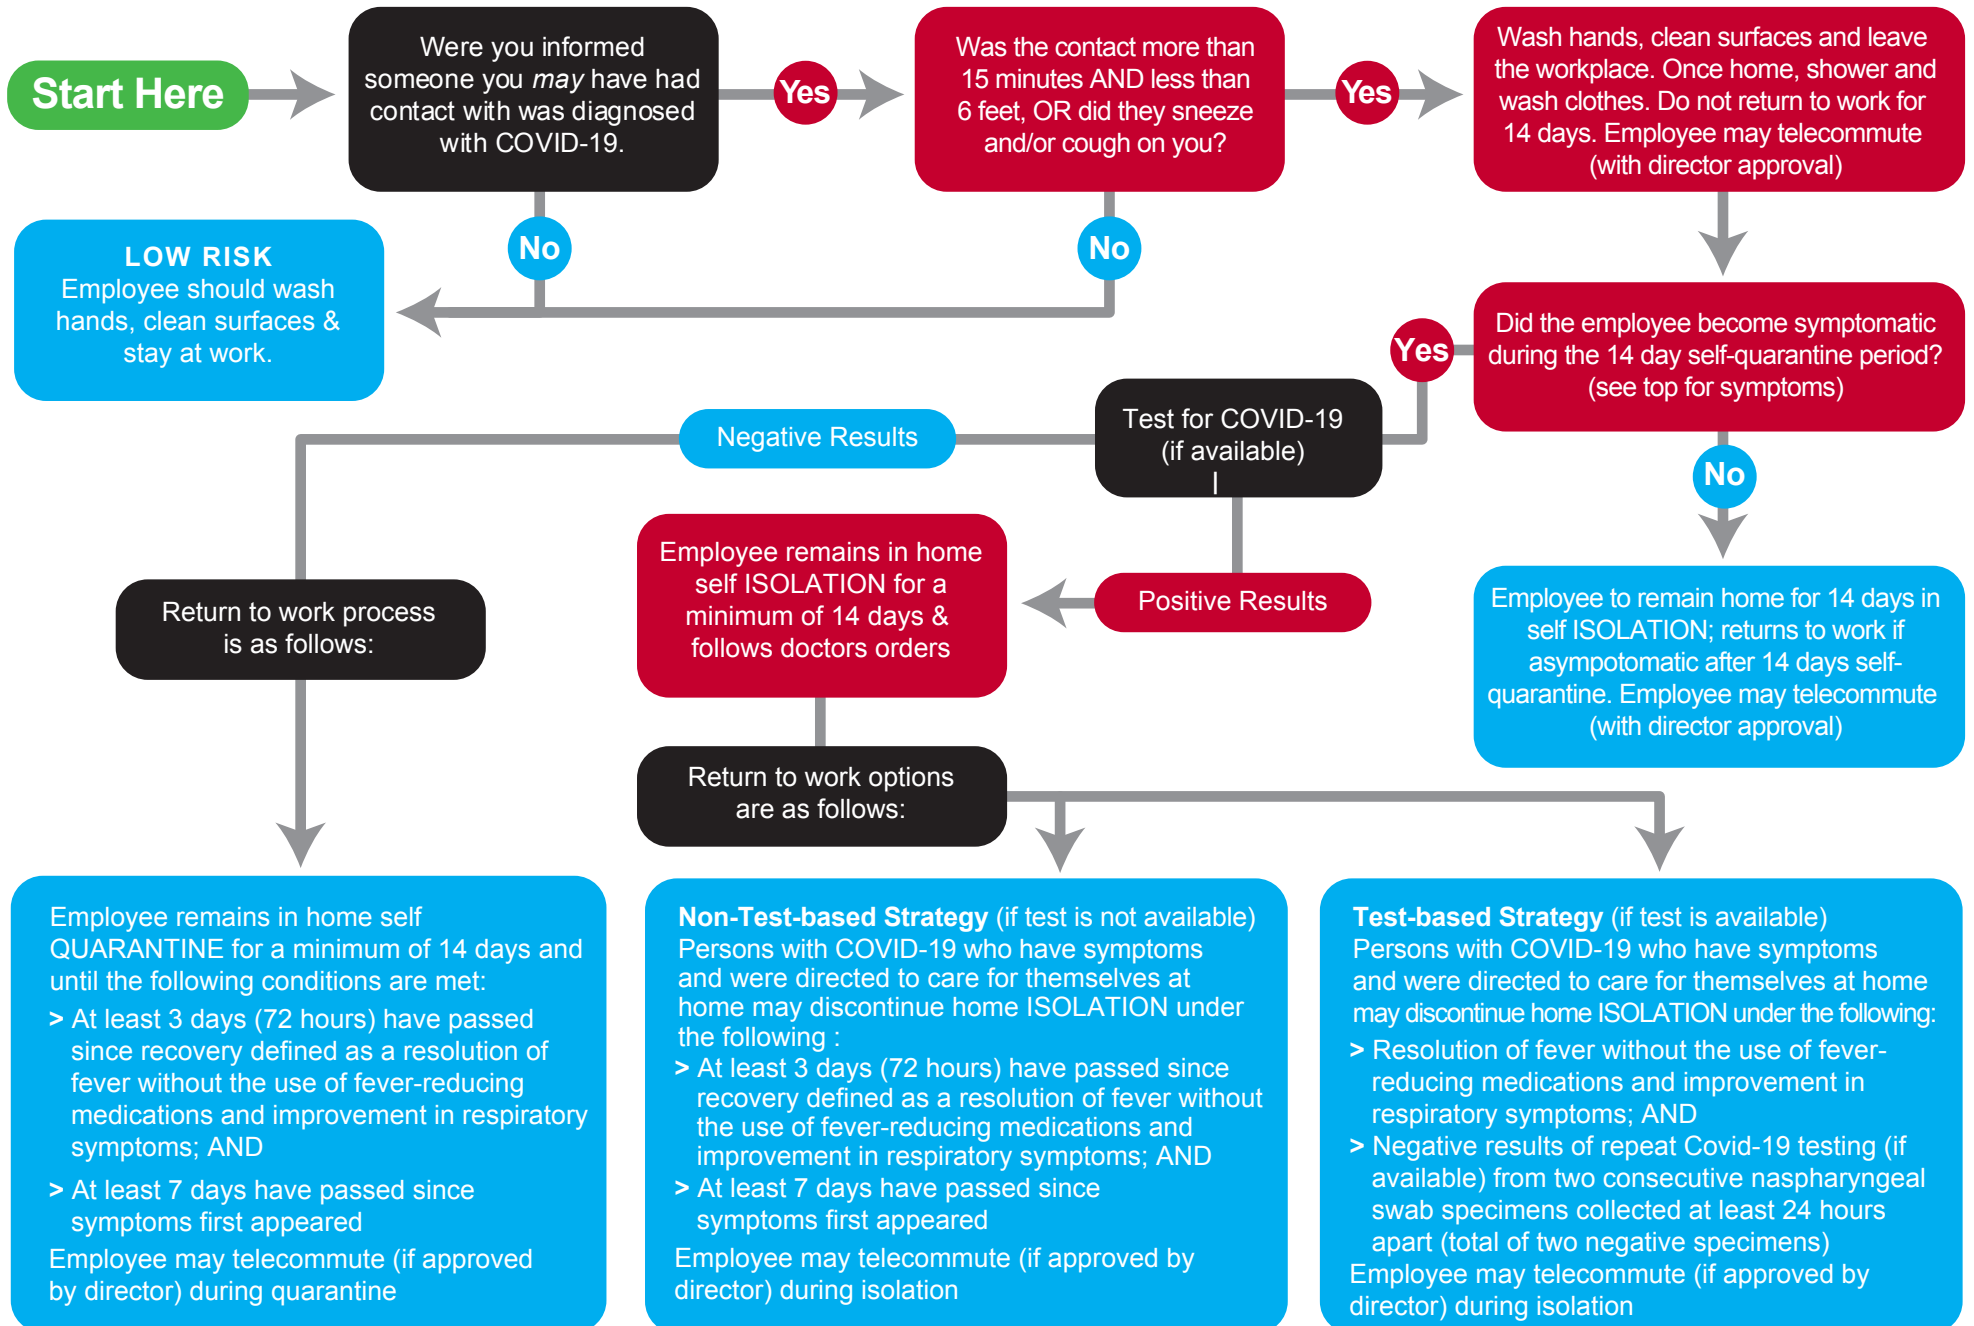 Start Here
Were you informed
someone you may have had
contact with was diagnosed
with COVID-19.
Yes
Was the contact more than
15 minutes AND less than
6 feet, OR did they sneeze
and/or cough on you?
Yes
Wash hands, clean surfaces and leave
the workplace. Once home, shower and
wash clothes. Do not return to work for
14 days. Employee may telecommute
(with director approval)
No
No
LOW RISK
Employee should wash
hands, clean surfaces &
stay at work.
Did the employee become symptomatic
during the 14 day self-quarantine period?
(see top for symptoms)
Yes
No
Test for COVID-19
(if available)
|
Negative Results
Positive Results
Employee remains in home
self ISOLATION for a
minimum of 14 days &
follows doctors orders
Employee to remain home for 14 days in
self ISOLATION; returns to work if
asympotomatic after 14 days self-
quarantine. Employee may telecommute
(with director approval)
Return to work process
is as follows:
Return to work options
are as follows:
Employee remains in home self
QUARANTINE for a minimum of 14 days and
until the following conditions are met:
> At least 3 days (72 hours) have passed
since recovery defined as a resolution of
fever without the use of fever-reducing
medications and improvement in respiratory
symptoms; AND
> At least 7 days have passed since
symptoms first appeared
Employee may telecommute (if approved
by director) during quarantine
Non-Test-based Strategy (if test is not available)
Persons with COVID-19 who have symptoms
and were directed to care for themselves at
home may discontinue home ISOLATION under
the following :
> At least 3 days (72 hours) have passed since
recovery defined as a resolution of fever without
the use of fever-reducing medications and
improvement in respiratory symptoms; AND
> At least 7 days have passed since
symptoms first appeared
Employee may telecommute (if approved by
director) during isolation
Test-based Strategy (if test is available)
Persons with COVID-19 who have symptoms
and were directed to care for themselves at home
may discontinue home ISOLATION under the following:
> Resolution of fever without the use of fever-
reducing medications and improvement in
respiratory symptoms; AND
> Negative results of repeat Covid-19 testing (if
available) from two consecutive naspharyngeal
swab specimens collected at least 24 hours
apart (total of two negative specimens)
Employee may telecommute (if approved by
director) during isolation